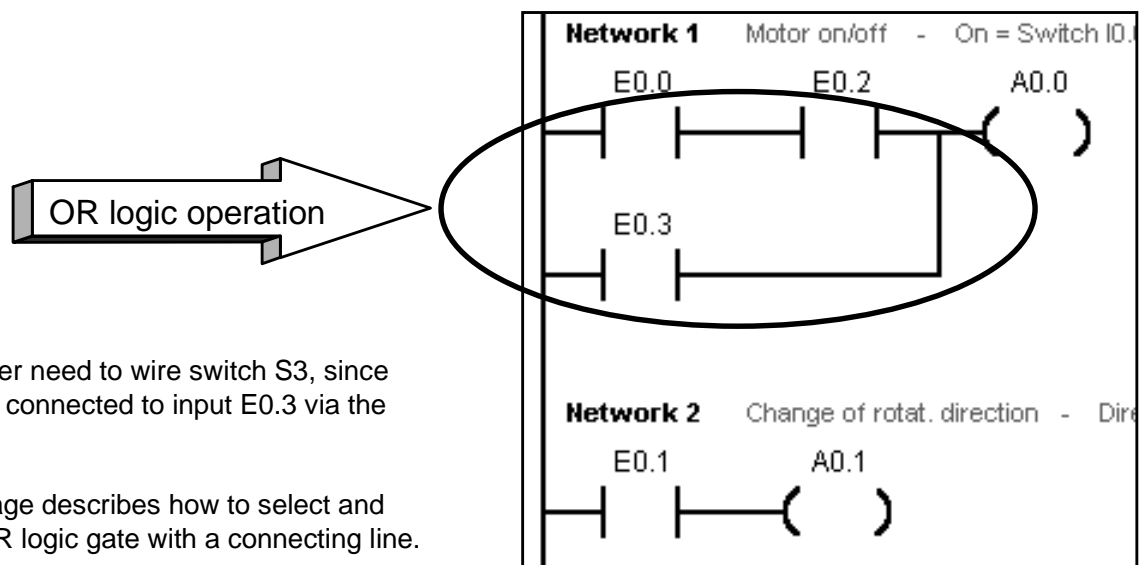 Network 1 Motor on/off - On = Switch I0.
E0.0 E0.2 A0.0
OR logic operation
E0.3
er need to wire switch S3, since
connected to input E0.3 via the
Network 2 Change of rotat. direction - Dire
E0.1 A0.1
age describes how to select and
R logic gate with a connecting line.